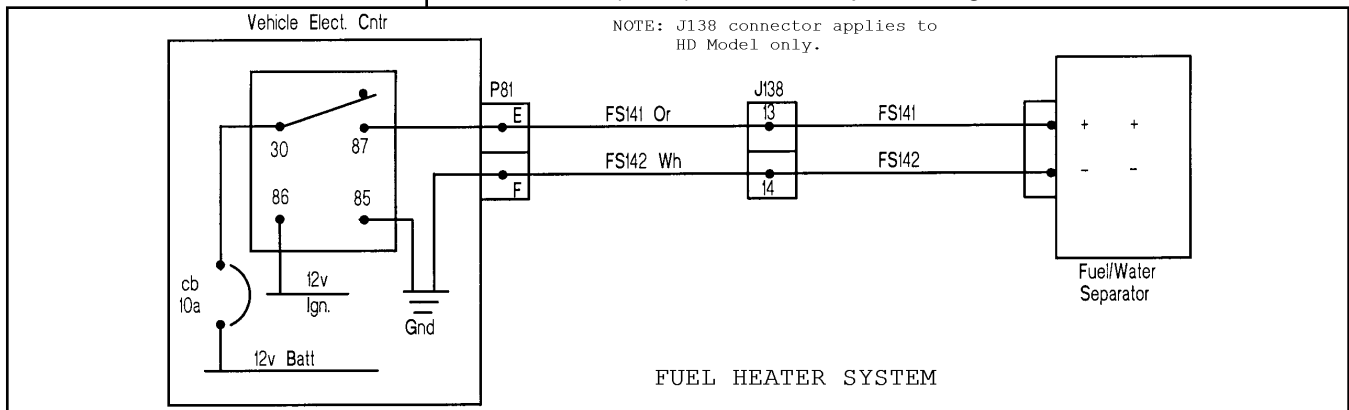 Vehicle Elect. Cntr
NOTE: J138 connector applies to
HD Model only.
P81
J138
E
FS141 Or
13
FS141
+ +
30
87
FS142 Wh
FS142
- -
F
14
86
85
Fuel/Water
Separator
cb
10a
12v
Ign.
Gnd
12v Batt
FUEL HEATER SYSTEM